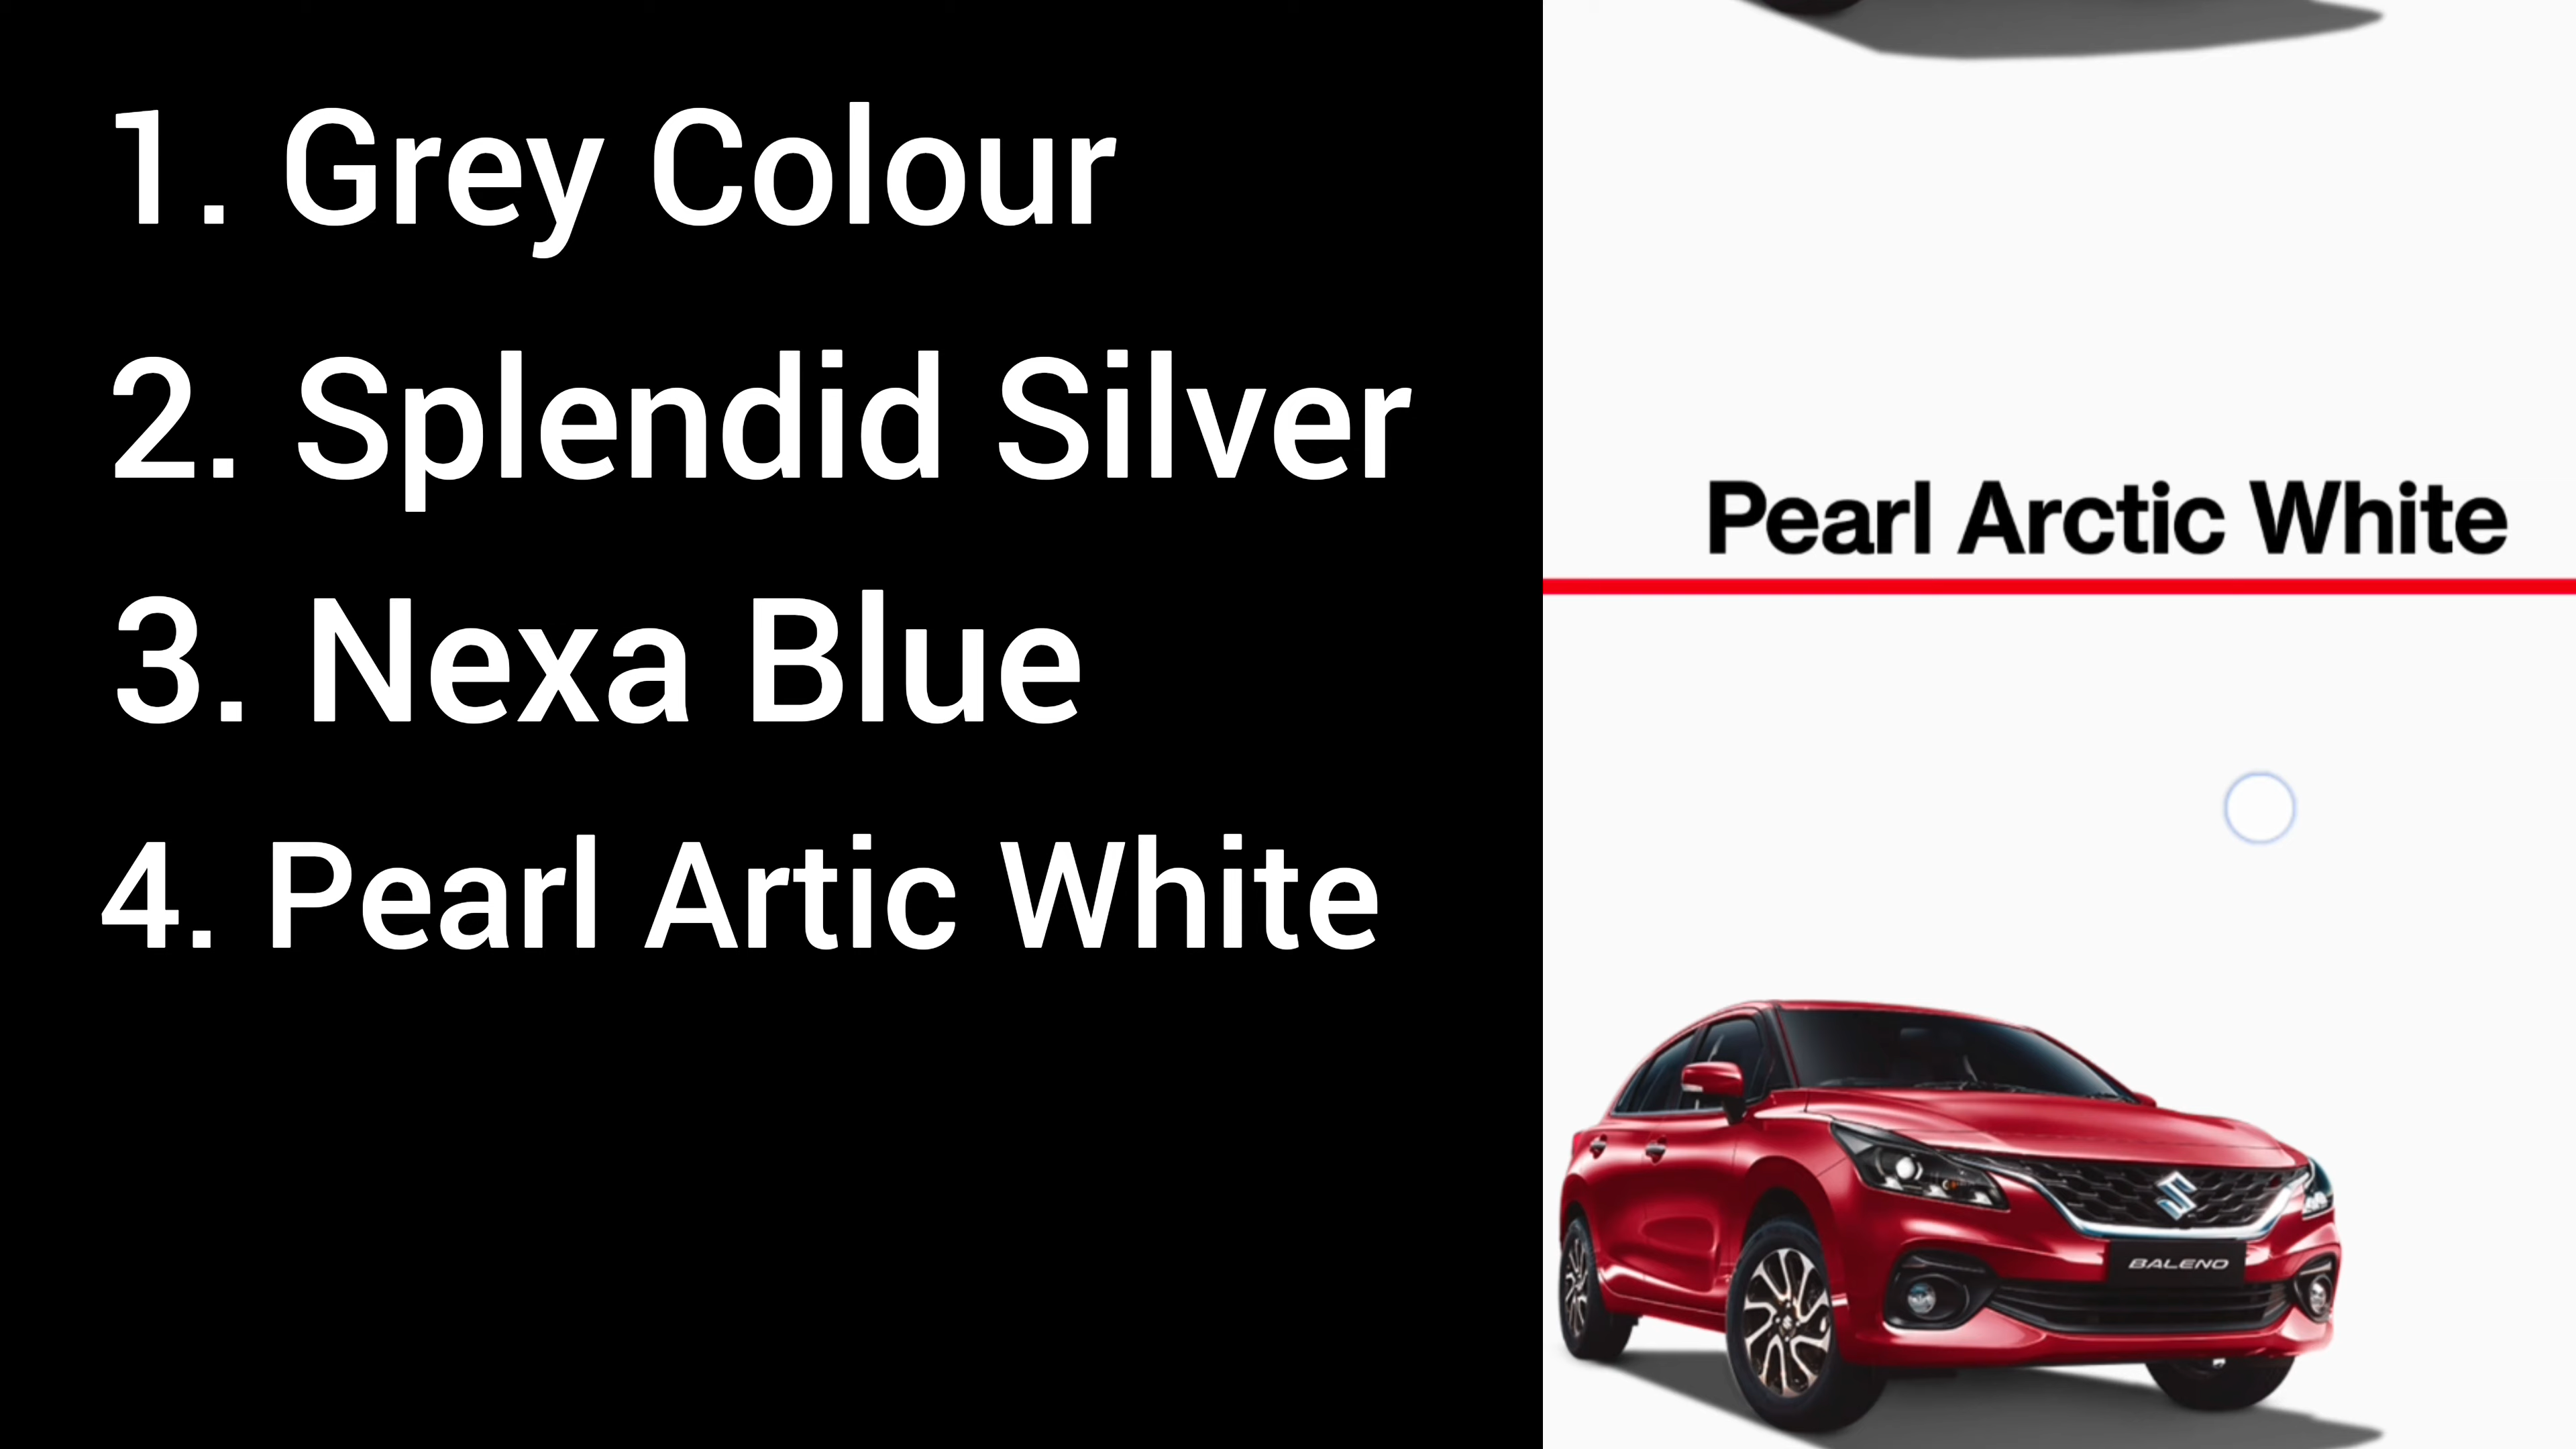 1. Grey Colour
2. Splendid Silver
3. Nexa Blue
4. Pearl Artic White
Pearl Arctic White
BALENO